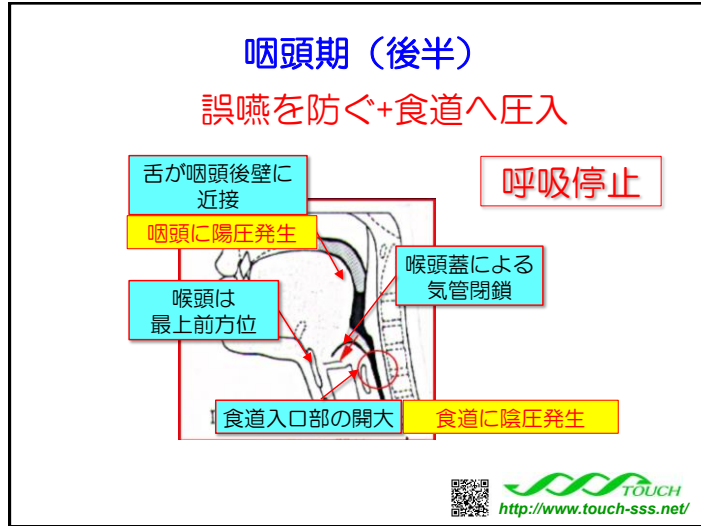 咽頭期（後半）
誤嚥を防ぐ+食道へ圧入
呼吸停止
舌が咽頭後壁に
近接
咽頭に陽圧発生
喉頭蓋による
気管閉鎖
喉頭は
最上前方位
食道入口部の開大
食道に陰圧発生
TOUCH
http://www.touch-sss.net/